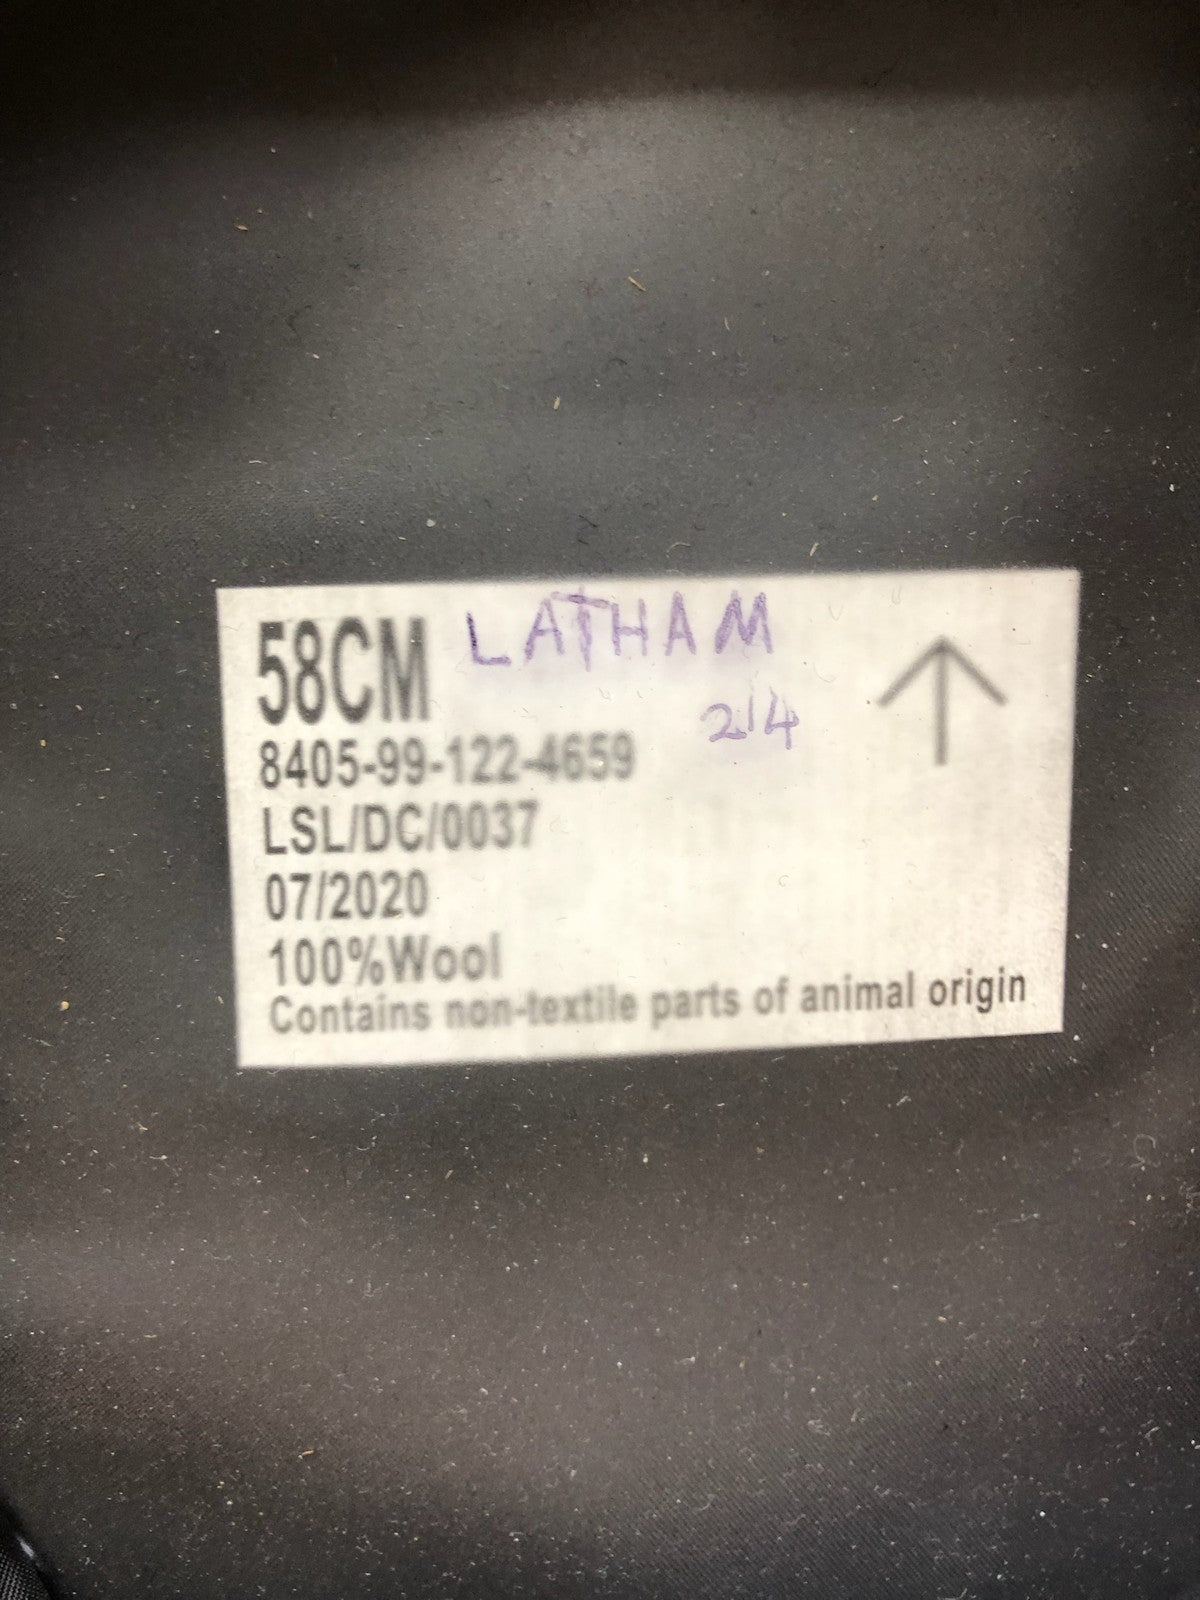 58CM LATHAM
214
8405-99-122-4659
LSL/DC/0037
07/2020
100%Wool
Contains non-textile parts of animal origin